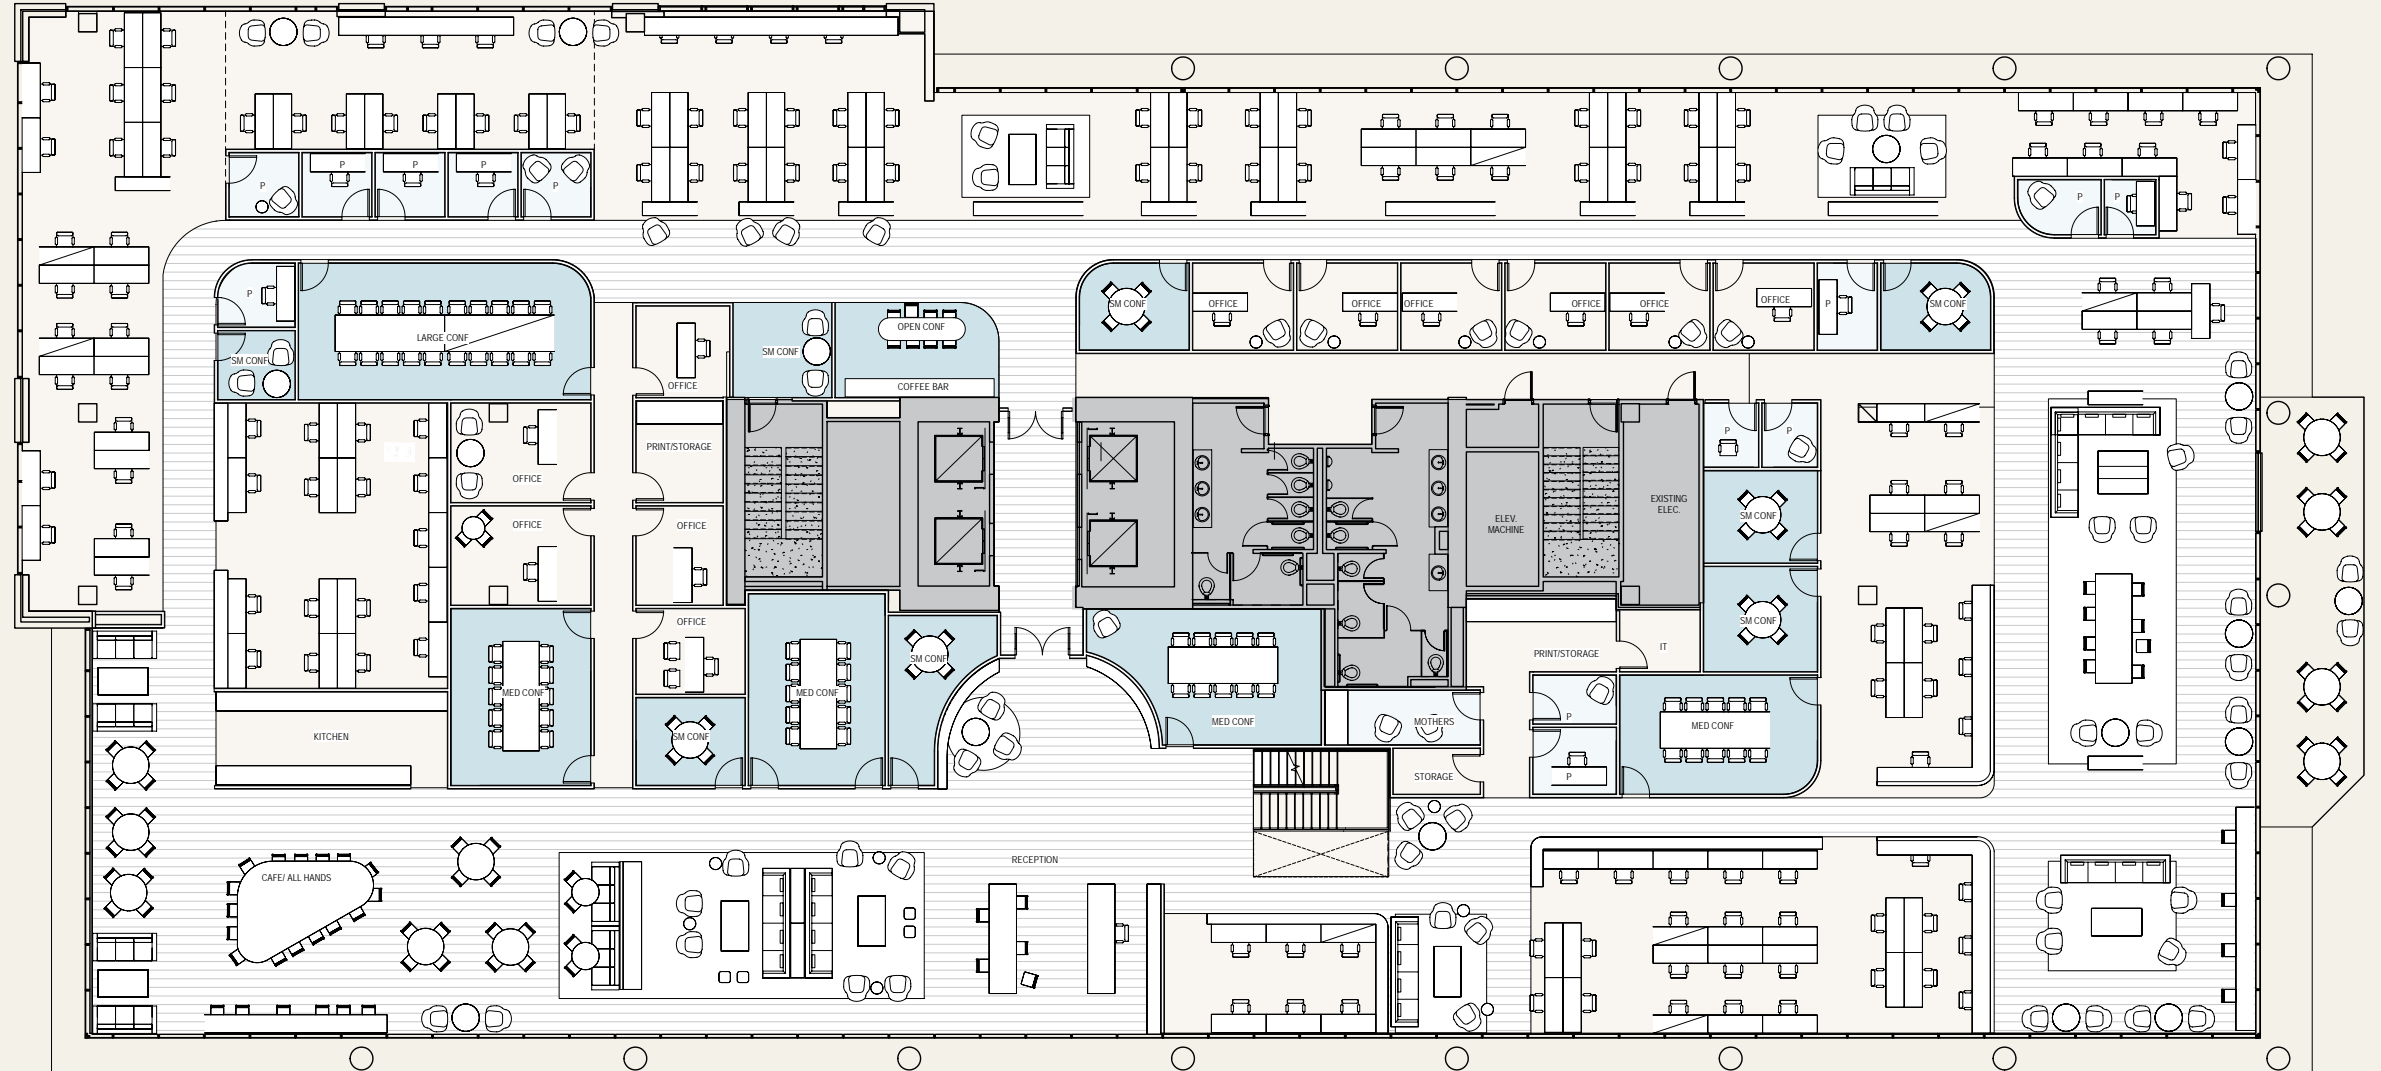 P
P
P
P
P
P
P
P
LARGE CONF
SM CONF
OFFICE
SM CONF
OPEN CONF
COFFEE BAR
SM CONF
OFFICE
OFFICE
OFFICE
OFFICE
OFFICE
OFFICE
P
SM CONF
OFFICE
OFFICE
PRINT/STORAGE
OFFICE
OFFICE
ELEV.
MACHINE
EXISTING
ELEC.
P
P
SM CONF
SM CONF
MED CONF
SM CONF
MED CONF
SM CONF
MED CONF
MOTHERS
STORAGE
PRINT/STORAGE
IT
P
P
MED CONF
KITCHEN
CAFE/ ALL HANDS
RECEPTION